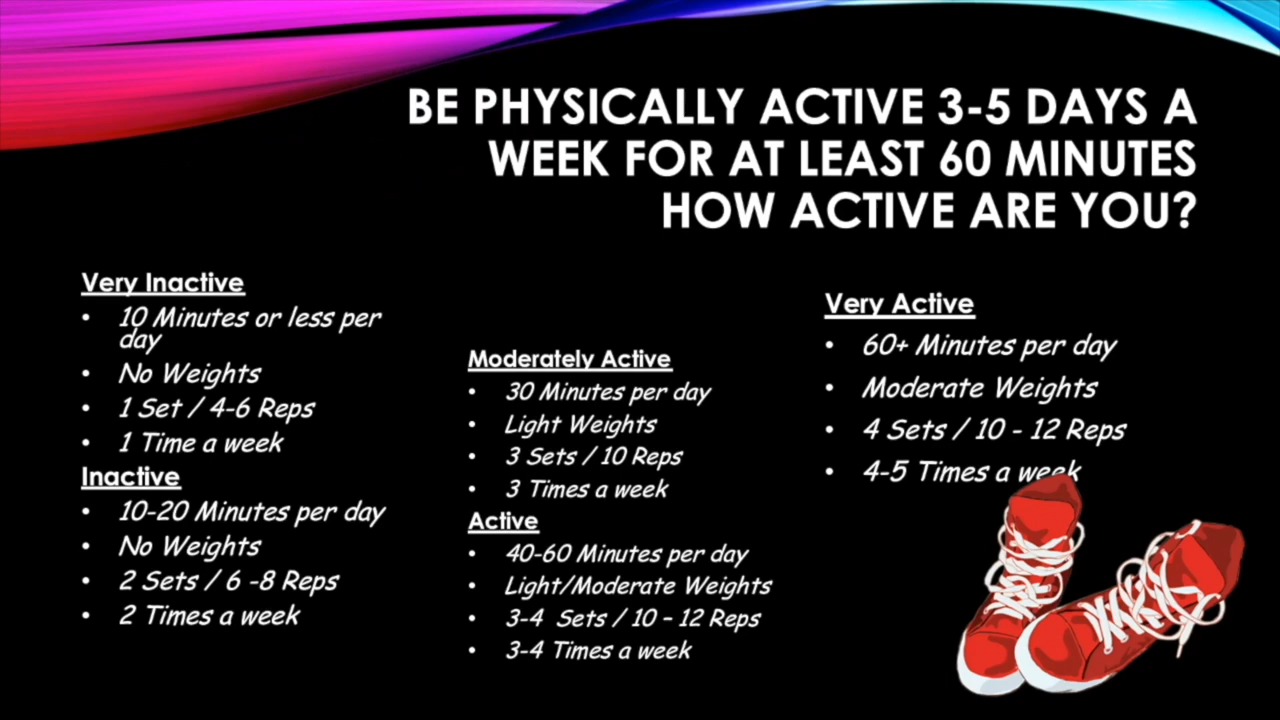 BE PHYSICALLY ACTIVE 3-5 DAYS A
WEEK FOR AT LEAST 60 MINUTES
HOW ACTIVE ARE YOU?
Very Inactive
• 10 Minutes or less per
day
• No Weights
• 1 Set / 4-6 Reps
• 1 Time a week
Inactive
• 10-20 Minutes per day
• No Weights
• 2 Sets / 6 -8 Reps
• 2 Times a week
Moderately Active
• 30 Minutes per day
• Light Weights
• 3 Sets / 10 Reps
• 3 Times a week
Active
• 40-60 Minutes per day
• Light/Moderate Weights
• 3-4 Sets / 10 – 12 Reps
• 3-4 Times a week
Very Active
• 60+ Minutes per day
• Moderate Weights
• 4 Sets / 10 - 12 Reps
• 4-5 Times a week